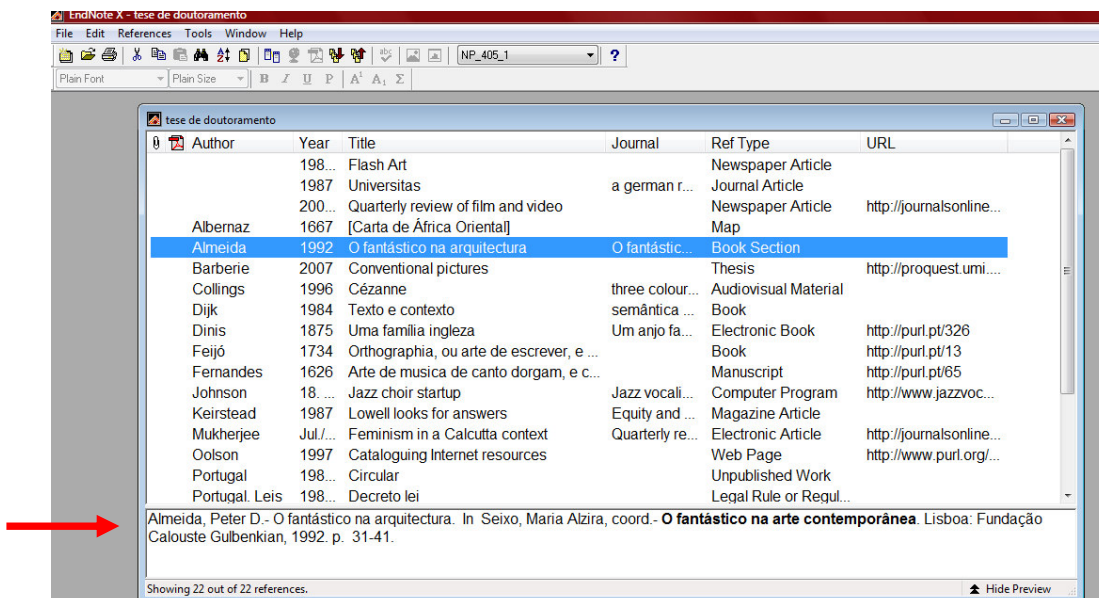 EndNote X - tese de doutoramento
File Edit References Tools Window Help
NP_405_1 ?
Plain Font Plain Size B I U P A¹ A₁ Σ
tese de doutoramento
Author Year Title Journal Ref Type URL
198... Flash Art Newspaper Article
1987 Universitas a german r... Journal Article
200... Quarterly review of film and video Newspaper Article http://journalsonline...
Albernaz 1667 [Carta de África Oriental] Map
Almeida 1992 O fantástico na arquitectura O fantástic... Book Section
Barberie 2007 Conventional pictures Thesis http://proquest.umi....
Collings 1996 Cézanne three colour... Audiovisual Material
Dijk 1984 Texto e contexto semântica ... Book
Dinis 1875 Uma família ingleza Um anjo fa... Electronic Book http://purl.pt/326
Feijó 1734 Orthographia, ou arte de escrever, e ... Book http://purl.pt/13
Fernandes 1626 Arte de musica de canto dorgam, e c... Manuscript http://purl.pt/65
Johnson 18. ... Jazz choir startup Jazz vocali... Computer Program http://www.jazzvoc...
Keirstead 1987 Lowell looks for answers Equity and ... Magazine Article
Mukherjee Jul./... Feminism in a Calcutta context Quarterly re... Electronic Article http://journalsonline...
Oolson 1997 Cataloguing Internet resources Web Page http://www.purl.org/...
Portugal 198... Circular Unpublished Work
Portugal. Leis 198... Decreto lei Legal Rule or Regul...
Almeida, Peter D.- O fantástico na arquitectura. In Seixo, Maria Alzira, coord.- O fantástico na arte contemporânea. Lisboa: Fundação
Calouste Gulbenkian, 1992. p. 31-41.
Showing 22 out of 22 references. Hide Preview